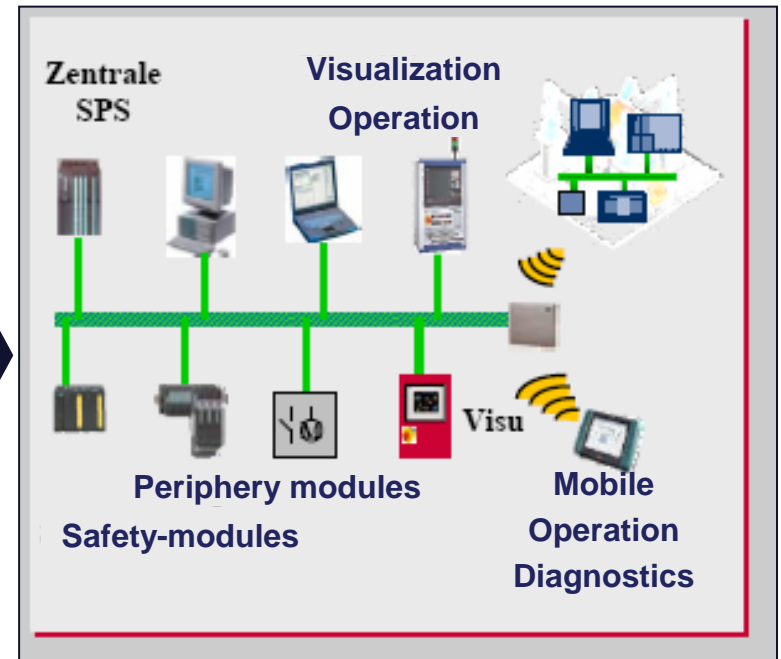 Zentrale
SPS
Visualization
Operation
Visu
Periphery modules
Safety-modules
Mobile
Operation
Diagnostics